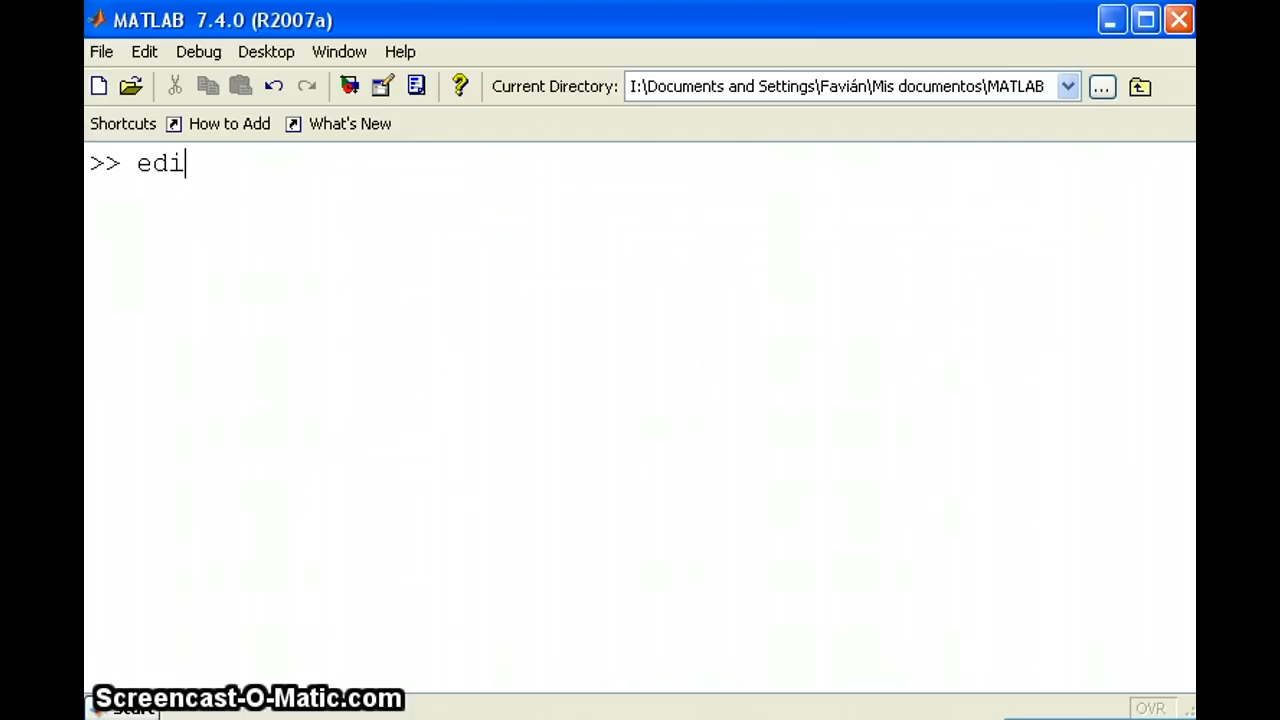 MATLAB 7.4.0 (R2007a)
File Edit Debug Desktop Window Help
Current Directory: I:\Documents and Settings\Favián\Mis documentos\MATLAB
Shortcuts How to Add What's New
>> edi
Screencast-O-Matic.com
OVR